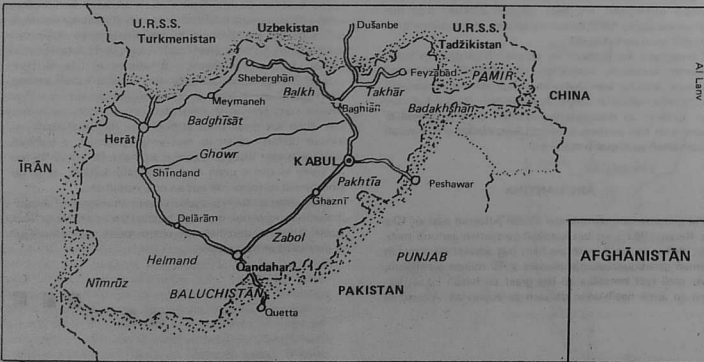 U.R.S.S.
Turkmenistan
Uzbekistan
Dušanbe
U.R.S.S.
Tadžikistan
Sheberghān
Feyzābād
PAMIR
Meymaneh
Balkh
Takhār
Baghlān
Badakhshān
CHINA
Badghīsāt
Herāt
Ghowr
KABUL
ĪRĀN
Shīndand
Pakhtīa
Peshawar
Ghaznī
Delārām
Zabol
Helmand
Qandahar
PUNJAB
AFGHĀNISTĀN
Nīmrūz
BALUCHISTĀN
PAKISTAN
Quetta